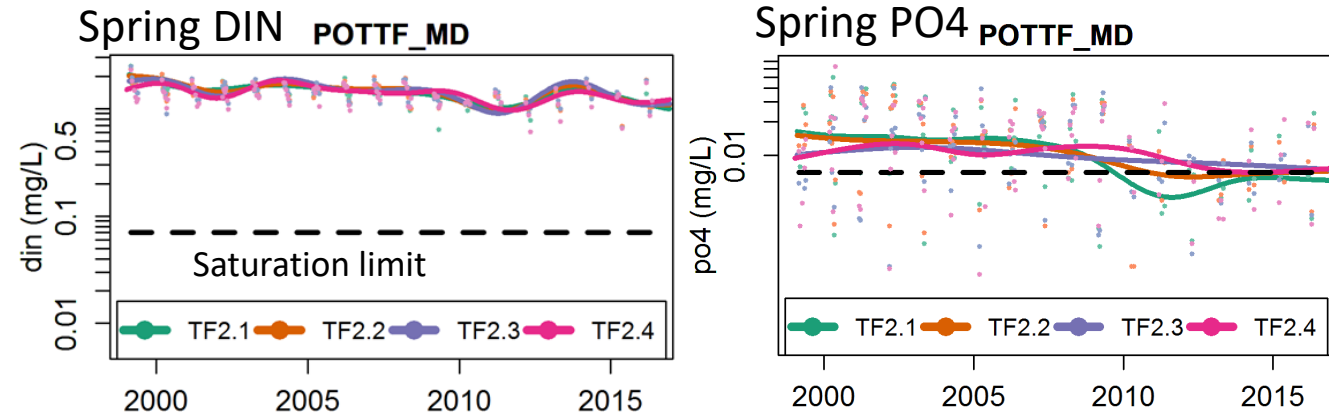 Spring DIN POTTF_MD
din (mg/L)
0.5
0.1
0.01
Saturation limit
TF2.1 TF2.2 TF2.3 TF2.4
2000 2005 2010 2015
Spring PO4 POTTF_MD
po4 (mg/L)
0.01
TF2.1 TF2.2 TF2.3 TF2.4
2000 2005 2010 2015